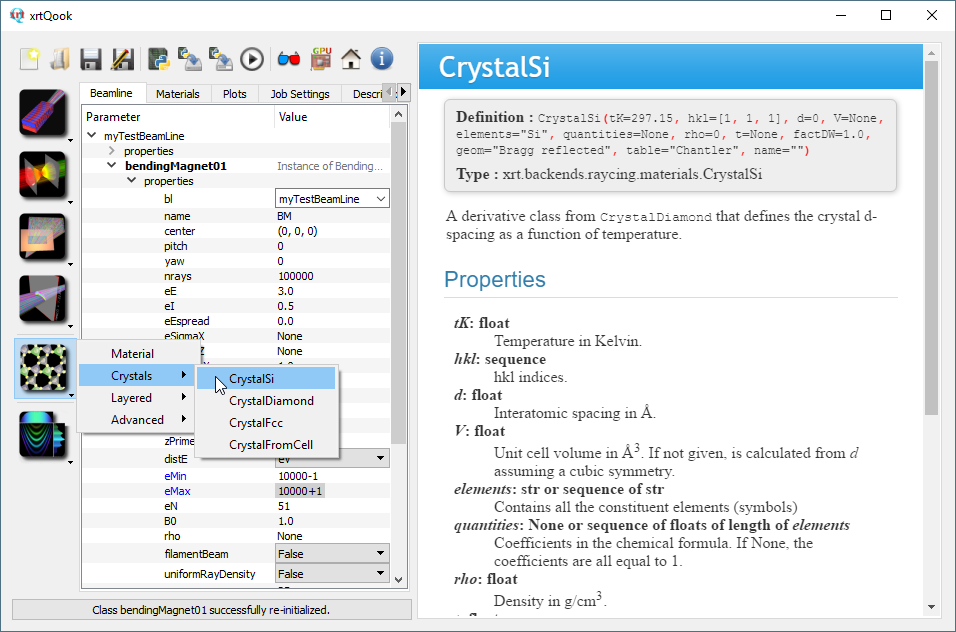 xrtQook
GPU
Beamline
Materials
Plots
Job Settings
Descri
Parameter Value
myTestBeamLine
properties
bendingMagnet01 Instance of Bending...
properties
bl myTestBeamLine
name BM
center (0, 0, 0)
pitch 0
yaw 0
nrays 100000
eE 3.0
eI 0.5
eEspread 0.0
eSigmaX None
Z None
zPrime
distE eV
eMin 10000-1
eMax 10000+1
eN 51
B0 1.0
rho None
filamentBeam False
uniformRayDensity False
Material
Crystals
Layered
Advanced
CrystalSi
CrystalDiamond
CrystalFcc
CrystalFromCell
Class bendingMagnet01 successfully re-initialized.
CrystalSi
Definition : CrystalSi(tK=297.15, hkl=[1, 1, 1], d=0, V=None,
elements="Si", quantities=None, rho=0, t=None, factDW=1.0,
geom="Bragg reflected", table="Chantler", name="")
Type : xrt.backends.raycing.materials.CrystalSi
A derivative class from CrystalDiamond that defines the crystal d-
spacing as a function of temperature.
Properties
tK: float
Temperature in Kelvin.
hkl: sequence
hkl indices.
d: float
Interatomic spacing in Å.
V: float
Unit cell volume in Å³. If not given, is calculated from d
assuming a cubic symmetry.
elements: str or sequence of str
Contains all the constituent elements (symbols)
quantities: None or sequence of floats of length of elements
Coefficients in the chemical formula. If None, the
coefficients are all equal to 1.
rho: float
Density in g/cm³.